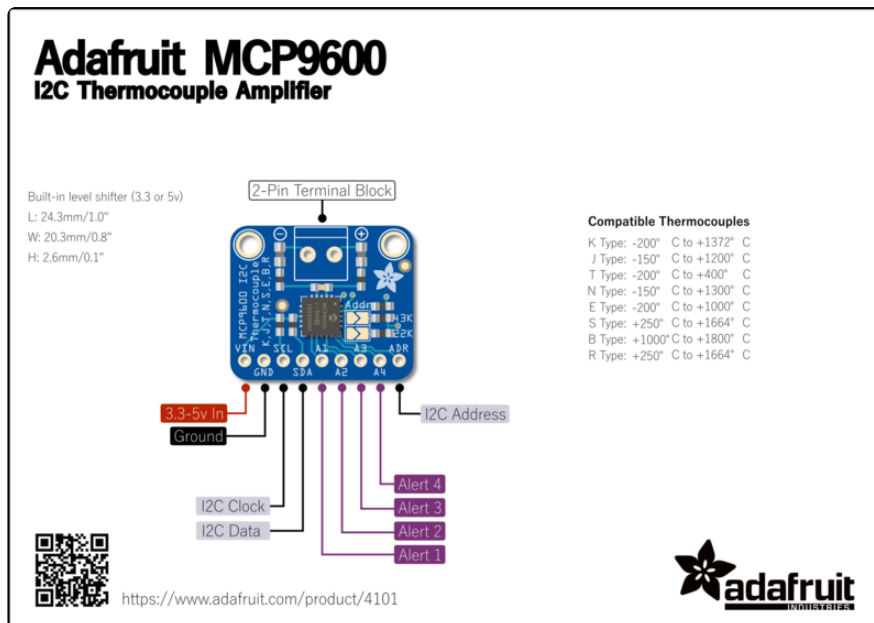 Adafruit MCP9600
I2C Thermocouple Amplifier
Built-in level shifter (3.3 or 5v)
L: 24.3mm/1.0"
W: 20.3mm/0.8"
H: 2.6mm/0.1"
2-Pin Terminal Block
MCP9600 I2C
Thermocouple
K,J,T,N,S,E,B,R
Addr
43K
22K
VIN SCL A1 A3 ADR
GND SDA A2 A4
3.3-5v In
Ground
I2C Clock
I2C Data
I2C Address
Alert 4
Alert 3
Alert 2
Alert 1
Compatible Thermocouples
K Type: -200° C to +1372° C
J Type: -150° C to +1200° C
T Type: -200° C to +400° C
N Type: -150° C to +1300° C
E Type: -200° C to +1000° C
S Type: +250° C to +1664° C
B Type: +1000° C to +1800° C
R Type: +250° C to +1664° C
https://www.adafruit.com/product/4101
adafruit
INDUSTRIES